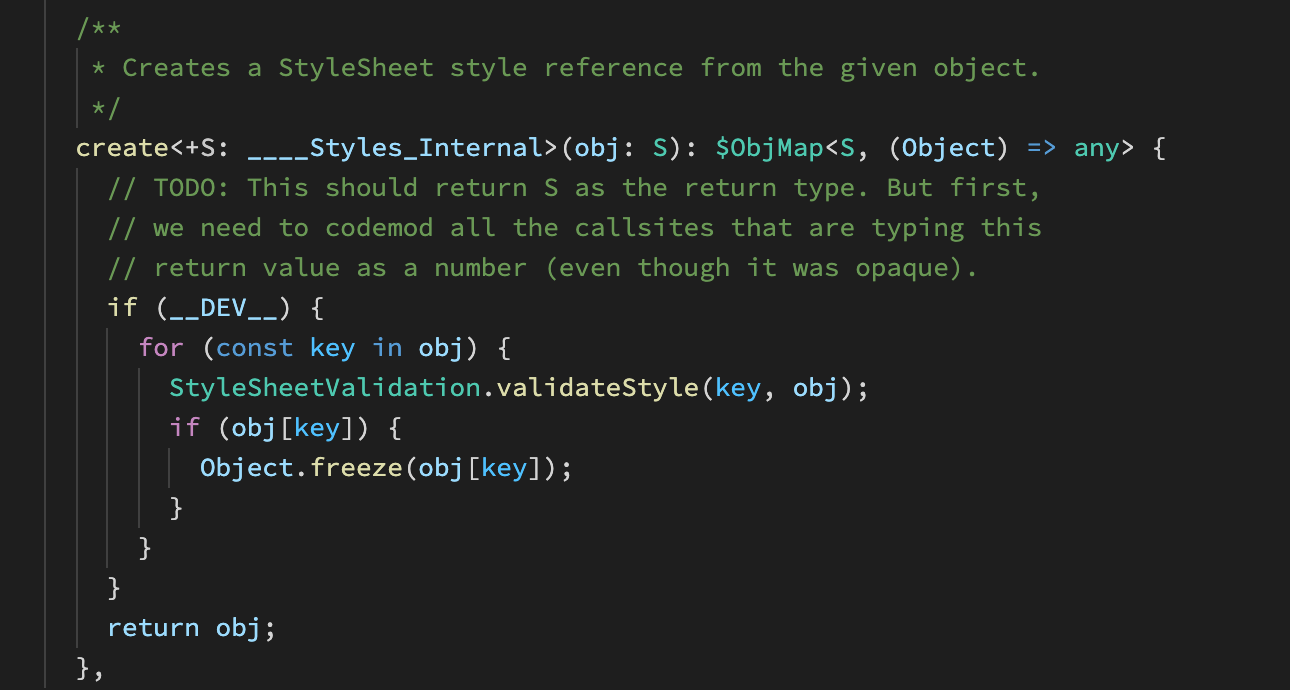 /**
 * Creates a StyleSheet style reference from the given object.
 */
create<+S: ____Styles_Internal>(obj: S): $ObjMap<S, (Object) => any> {
  // TODO: This should return S as the return type. But first,
  // we need to codemod all the callsites that are typing this
  // return value as a number (even though it was opaque).
  if (__DEV__) {
    for (const key in obj) {
      StyleSheetValidation.validateStyle(key, obj);
      if (obj[key]) {
        Object.freeze(obj[key]);
      }
    }
  }
  return obj;
},